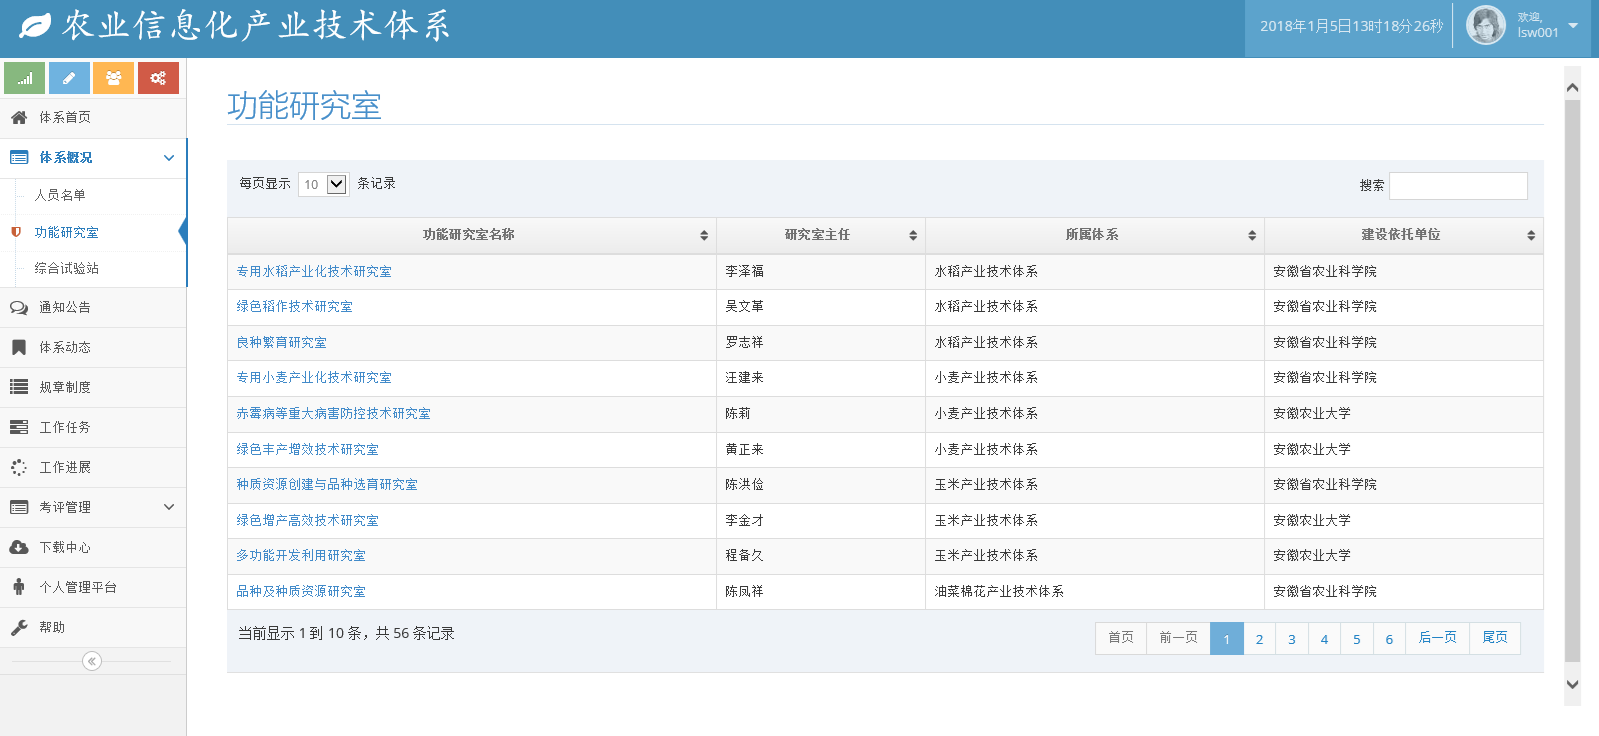 农业信息化产业技术体系
2018年1月5日13时18分26秒
欢迎,
lsw001
体系首页
体系概况
人员名单
功能研究室
综合试验站
通知公告
体系动态
规章制度
工作任务
工作进展
考评管理
下载中心
个人管理平台
帮助
功能研究室
每页显示 10 条记录 搜索
功能研究室名称 研究室主任 所属体系 建设依托单位
专用水稻产业化技术研究室 李泽福 水稻产业技术体系 安徽省农业科学院
绿色稻作技术研究室 吴文革 水稻产业技术体系 安徽省农业科学院
良种繁育研究室 罗志祥 水稻产业技术体系 安徽省农业科学院
专用小麦产业化技术研究室 汪建来 小麦产业技术体系 安徽省农业科学院
赤霉病等重大病害防控技术研究室 陈莉 小麦产业技术体系 安徽农业大学
绿色丰产增效技术研究室 黄正来 小麦产业技术体系 安徽农业大学
种质资源创建与品种选育研究室 陈洪俭 玉米产业技术体系 安徽省农业科学院
绿色增产高效技术研究室 李金才 玉米产业技术体系 安徽农业大学
多功能开发利用研究室 程备久 玉米产业技术体系 安徽农业大学
品种及种质资源研究室 陈凤祥 油菜棉花产业技术体系 安徽省农业科学院
当前显示 1 到 10 条，共 56 条记录 首页 前一页 1 2 3 4 5 6 后一页 尾页